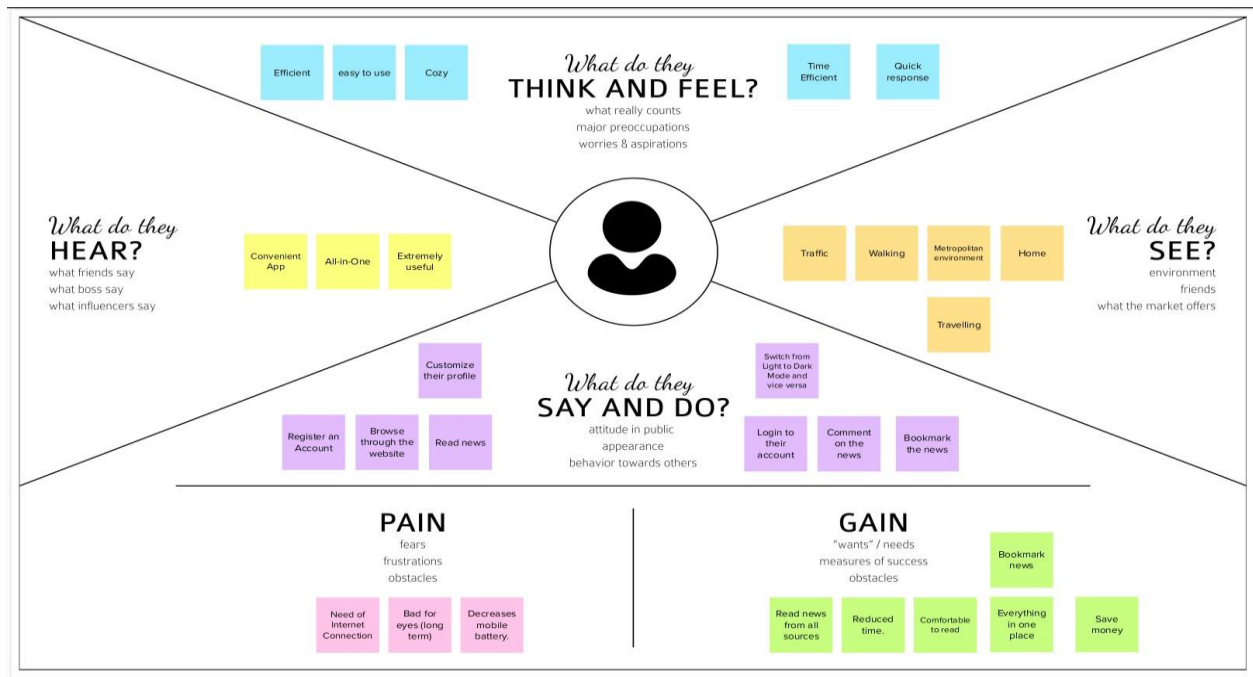 Efficient
easy to use
Cozy
What do they
THINK AND FEEL?
what really counts
major preoccupations
worries & aspirations
Time
Efficient
Quick
response
What do they
HEAR?
what friends say
what boss say
what influencers say
Convenient
App
All-in-One
Extremely
useful
Traffic
Walking
Metropolitan
environment
Home
Travelling
What do they
SEE?
environment
friends
what the market offers
Customize
their profile
Register an
Account
Browse
through the
website
Read news
What do they
SAY AND DO?
attitude in public
appearance
behavior towards others
Switch from
Light to Dark
Mode and
vice versa
Login to
their
account
Comment
on the
news
Bookmark
the news
PAIN
fears
frustrations
obstacles
Need of
Internet
Connection
Bad for
eyes (long
term)
Decreases
mobile
battery.
GAIN
"wants" / needs
measures of success
obstacles
Bookmark
news
Read news
from all
sources
Reduced
time.
Comfortable
to read
Everything
in one
place
Save
money